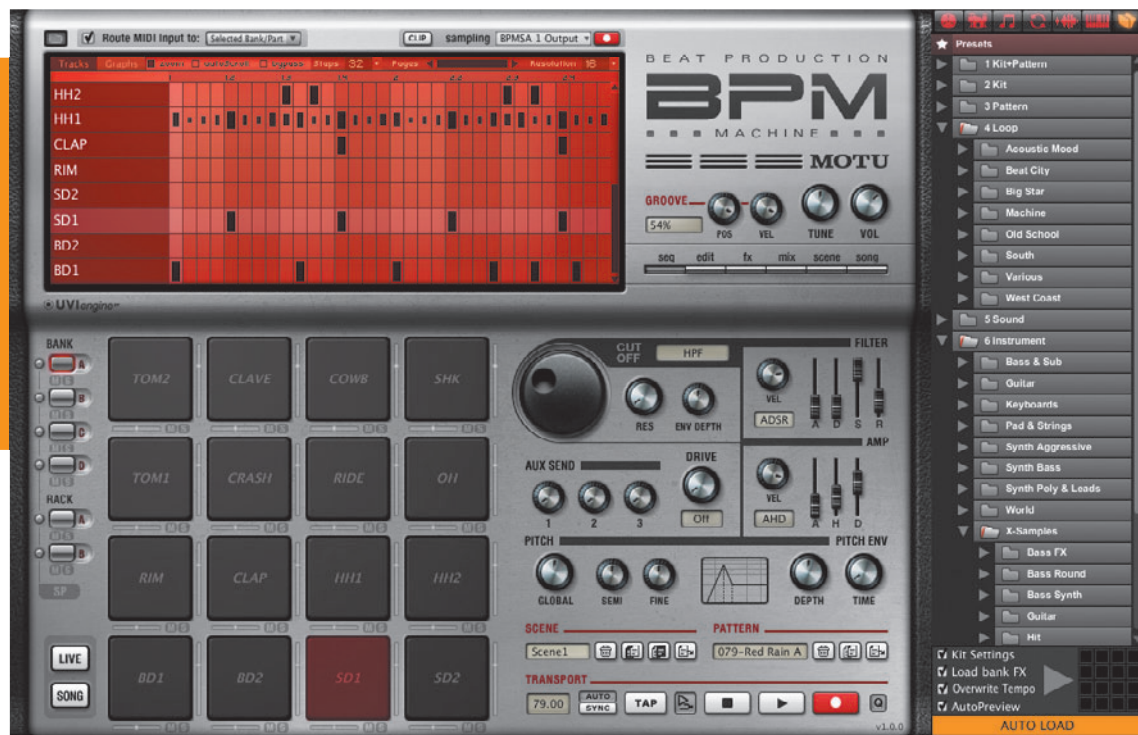 Route MIDI Input to: Selected Bank/Part
CLIP sampling BPMSA 1 Output
Tracks Graphs Steps 32 Pages Resolution 16
HH2
HH1
CLAP
RIM
SD2
SD1
BD2
BD1
UVIengine
BEAT PRODUCTION
BPM
MACHINE
MOTU
GROOVE
54%
POS VEL TUNE VOL
seq edit fx mix scene song
BANK
A
B
C
D
RACK
A
B
SP
LIVE
SONG
TOM2 CLAVE COWB SHK
TOM1 CRASH RIDE OH
RIM CLAP HH1 HH2
BD1 BD2 SD1 SD2
CUT OFF HPF FILTER
RES ENV DEPTH
VEL
ADSR A D S R
AMP
AUX SEND DRIVE
1 2 3 Off
VEL
AHD A H D
PITCH PITCH ENV
GLOBAL SEMI FINE DEPTH TIME
SCENE PATTERN
Scene1 079-Red Rain A
TRANSPORT
79.00 AUTO SYNC TAP Q
v1.0.0
Presets
1 Kit+Pattern
2 Kit
3 Pattern
4 Loop
Acoustic Mood
Beat City
Big Star
Machine
Old School
South
Various
West Coast
5 Sound
6 Instrument
Bass & Sub
Guitar
Keyboards
Pad & Strings
Synth Aggressive
Synth Bass
Synth Poly & Leads
World
X-Samples
Bass FX
Bass Round
Bass Synth
Guitar
Hit
Kit Settings
Load bank FX
Overwrite Tempo
AutoPreview
AUTO LOAD